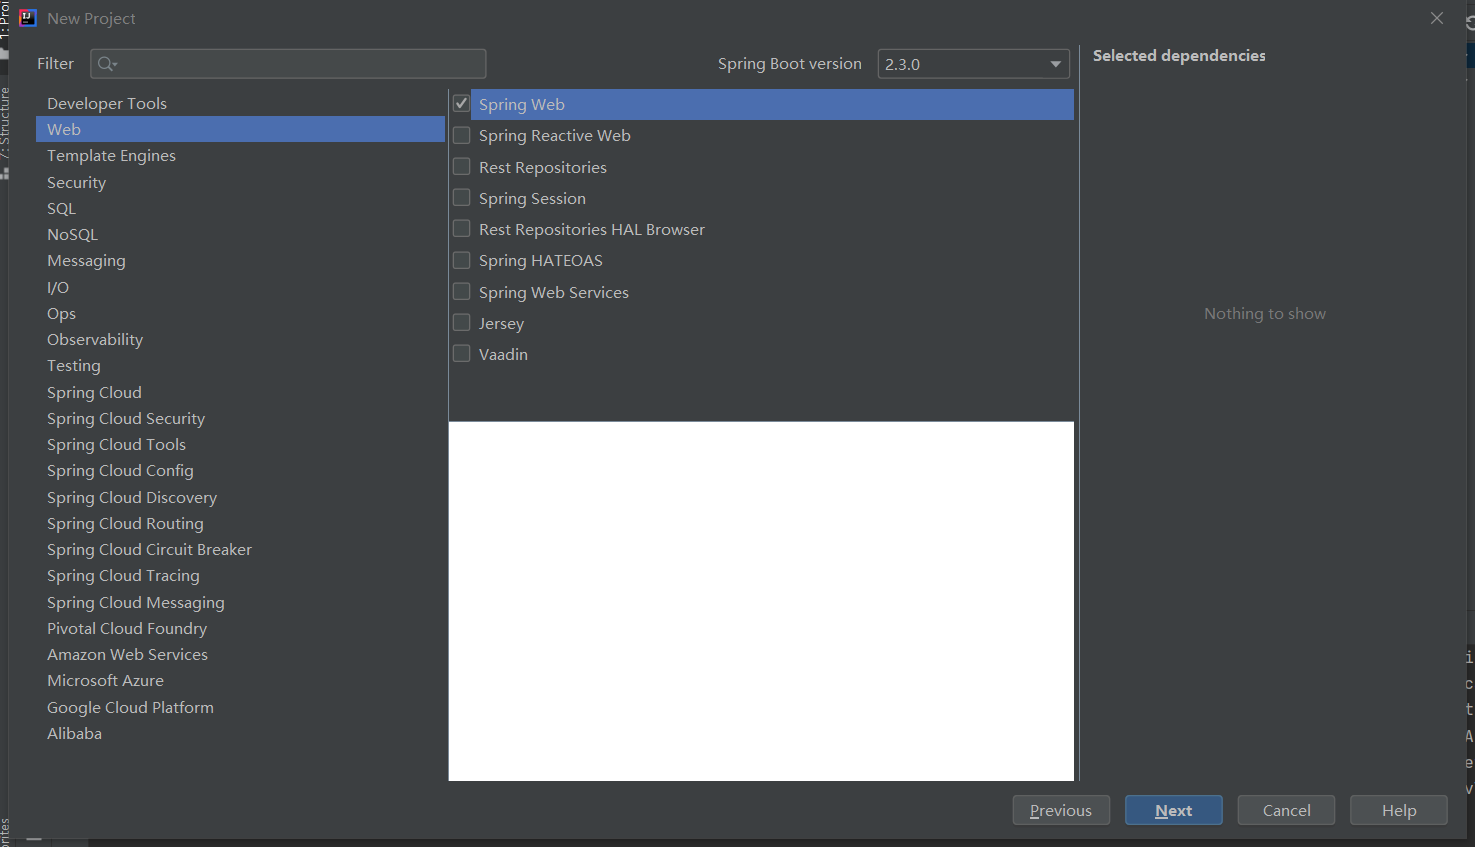 New Project
Filter
Spring Boot version
2.3.0
Selected dependencies
Developer Tools
Web
Template Engines
Security
SQL
NoSQL
Messaging
I/O
Ops
Observability
Testing
Spring Cloud
Spring Cloud Security
Spring Cloud Tools
Spring Cloud Config
Spring Cloud Discovery
Spring Cloud Routing
Spring Cloud Circuit Breaker
Spring Cloud Tracing
Spring Cloud Messaging
Pivotal Cloud Foundry
Amazon Web Services
Microsoft Azure
Google Cloud Platform
Alibaba
Spring Web
Spring Reactive Web
Rest Repositories
Spring Session
Rest Repositories HAL Browser
Spring HATEOAS
Spring Web Services
Jersey
Vaadin
Nothing to show
Previous
Next
Cancel
Help
7: Structure